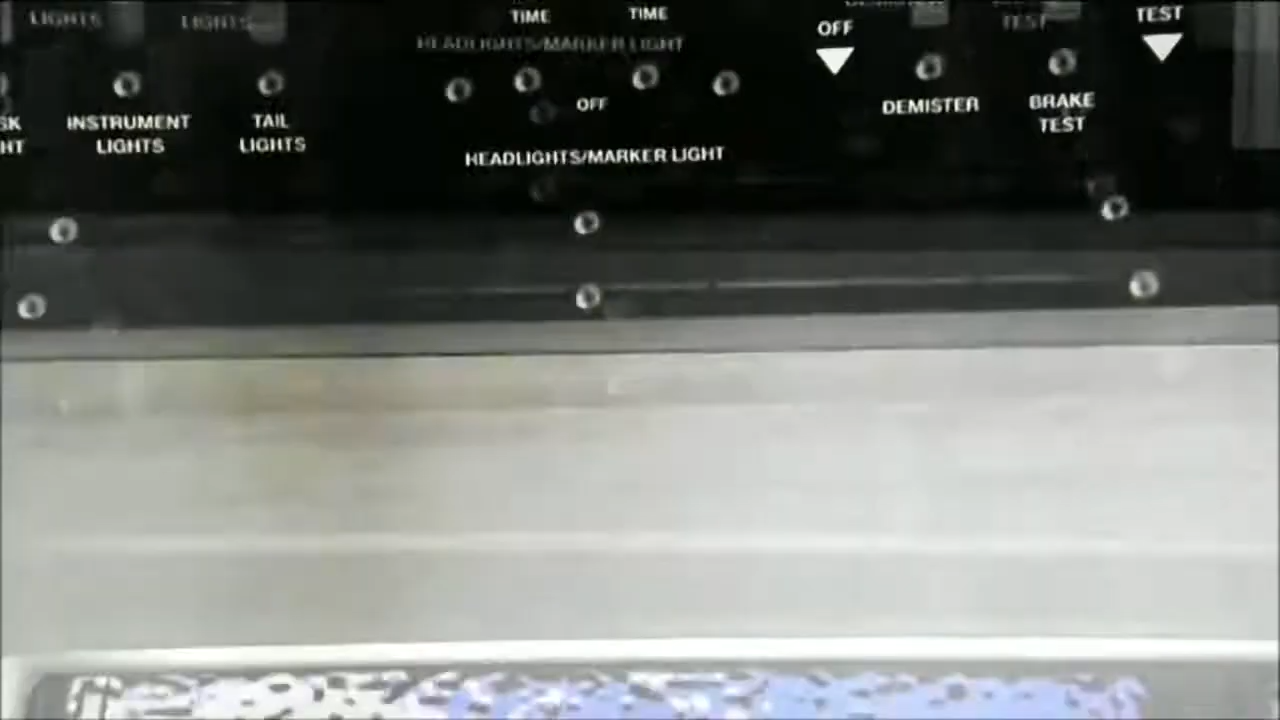 LIGHTS
LIGHTS
TIME
TIME
TEST
TEST
OFF
HEADLIGHTS/MARKER LIGHT
OFF
DEMISTER
BRAKE
TEST
INSTRUMENT
LIGHTS
TAIL
LIGHTS
HEADLIGHTS/MARKER LIGHT